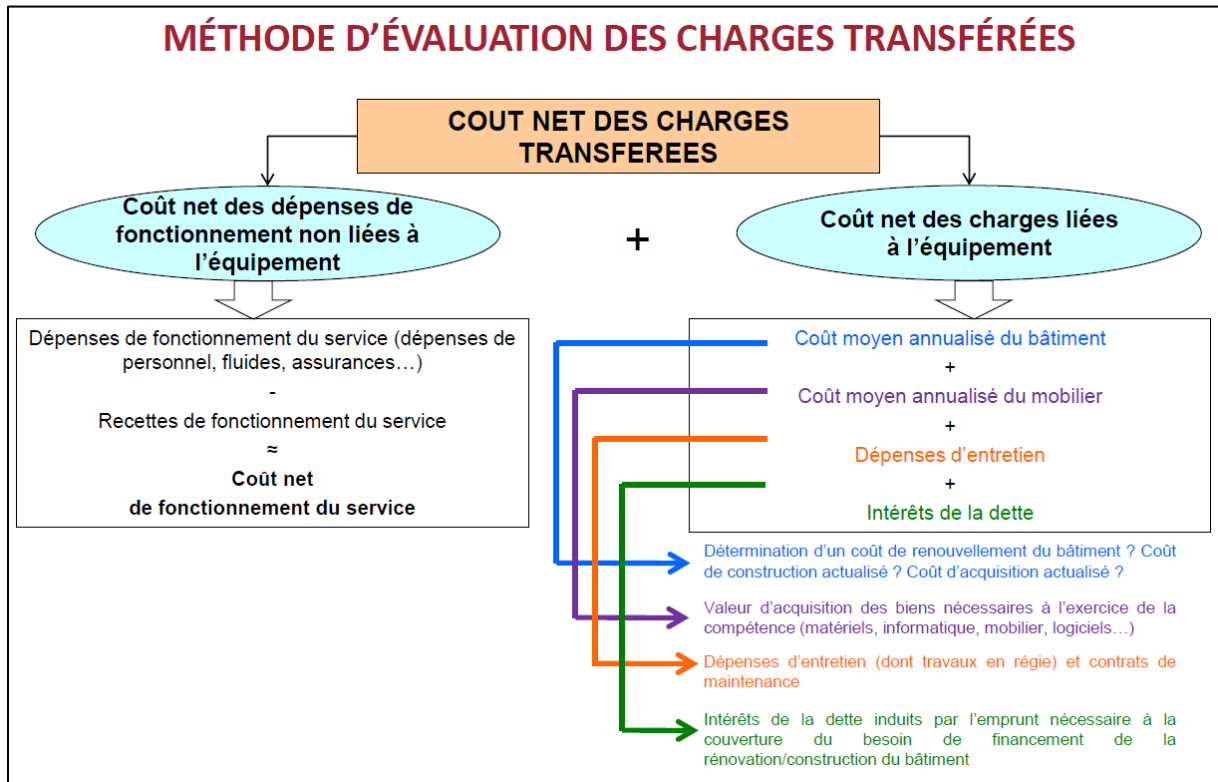 MÉTHODE D'ÉVALUATION DES CHARGES TRANSFÉRÉES
COUT NET DES CHARGES
TRANSFEREES
Coût net des dépenses de
fonctionnement non liées à
l'équipement
+
Coût net des charges liées
à l'équipement
Dépenses de fonctionnement du service (dépenses de
personnel, fluides, assurances…)
-
Recettes de fonctionnement du service
≈
Coût net
de fonctionnement du service
Coût moyen annualisé du bâtiment
+
Coût moyen annualisé du mobilier
+
Dépenses d'entretien
+
Intérêts de la dette
Détermination d'un coût de renouvellement du bâtiment ? Coût
de construction actualisé ? Coût d'acquisition actualisé ?
Valeur d'acquisition des biens nécessaires à l'exercice de la
compétence (matériels, informatique, mobilier, logiciels…)
Dépenses d'entretien (dont travaux en régie) et contrats de
maintenance
Intérêts de la dette induits par l'emprunt nécessaire à la
couverture du besoin de financement de la
rénovation/construction du bâtiment